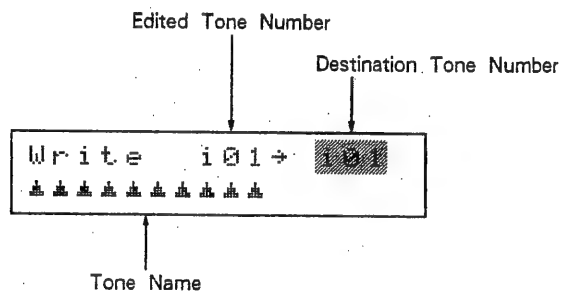 Edited Tone Number
Destination Tone Number
Write i01→ i01
Tone Name